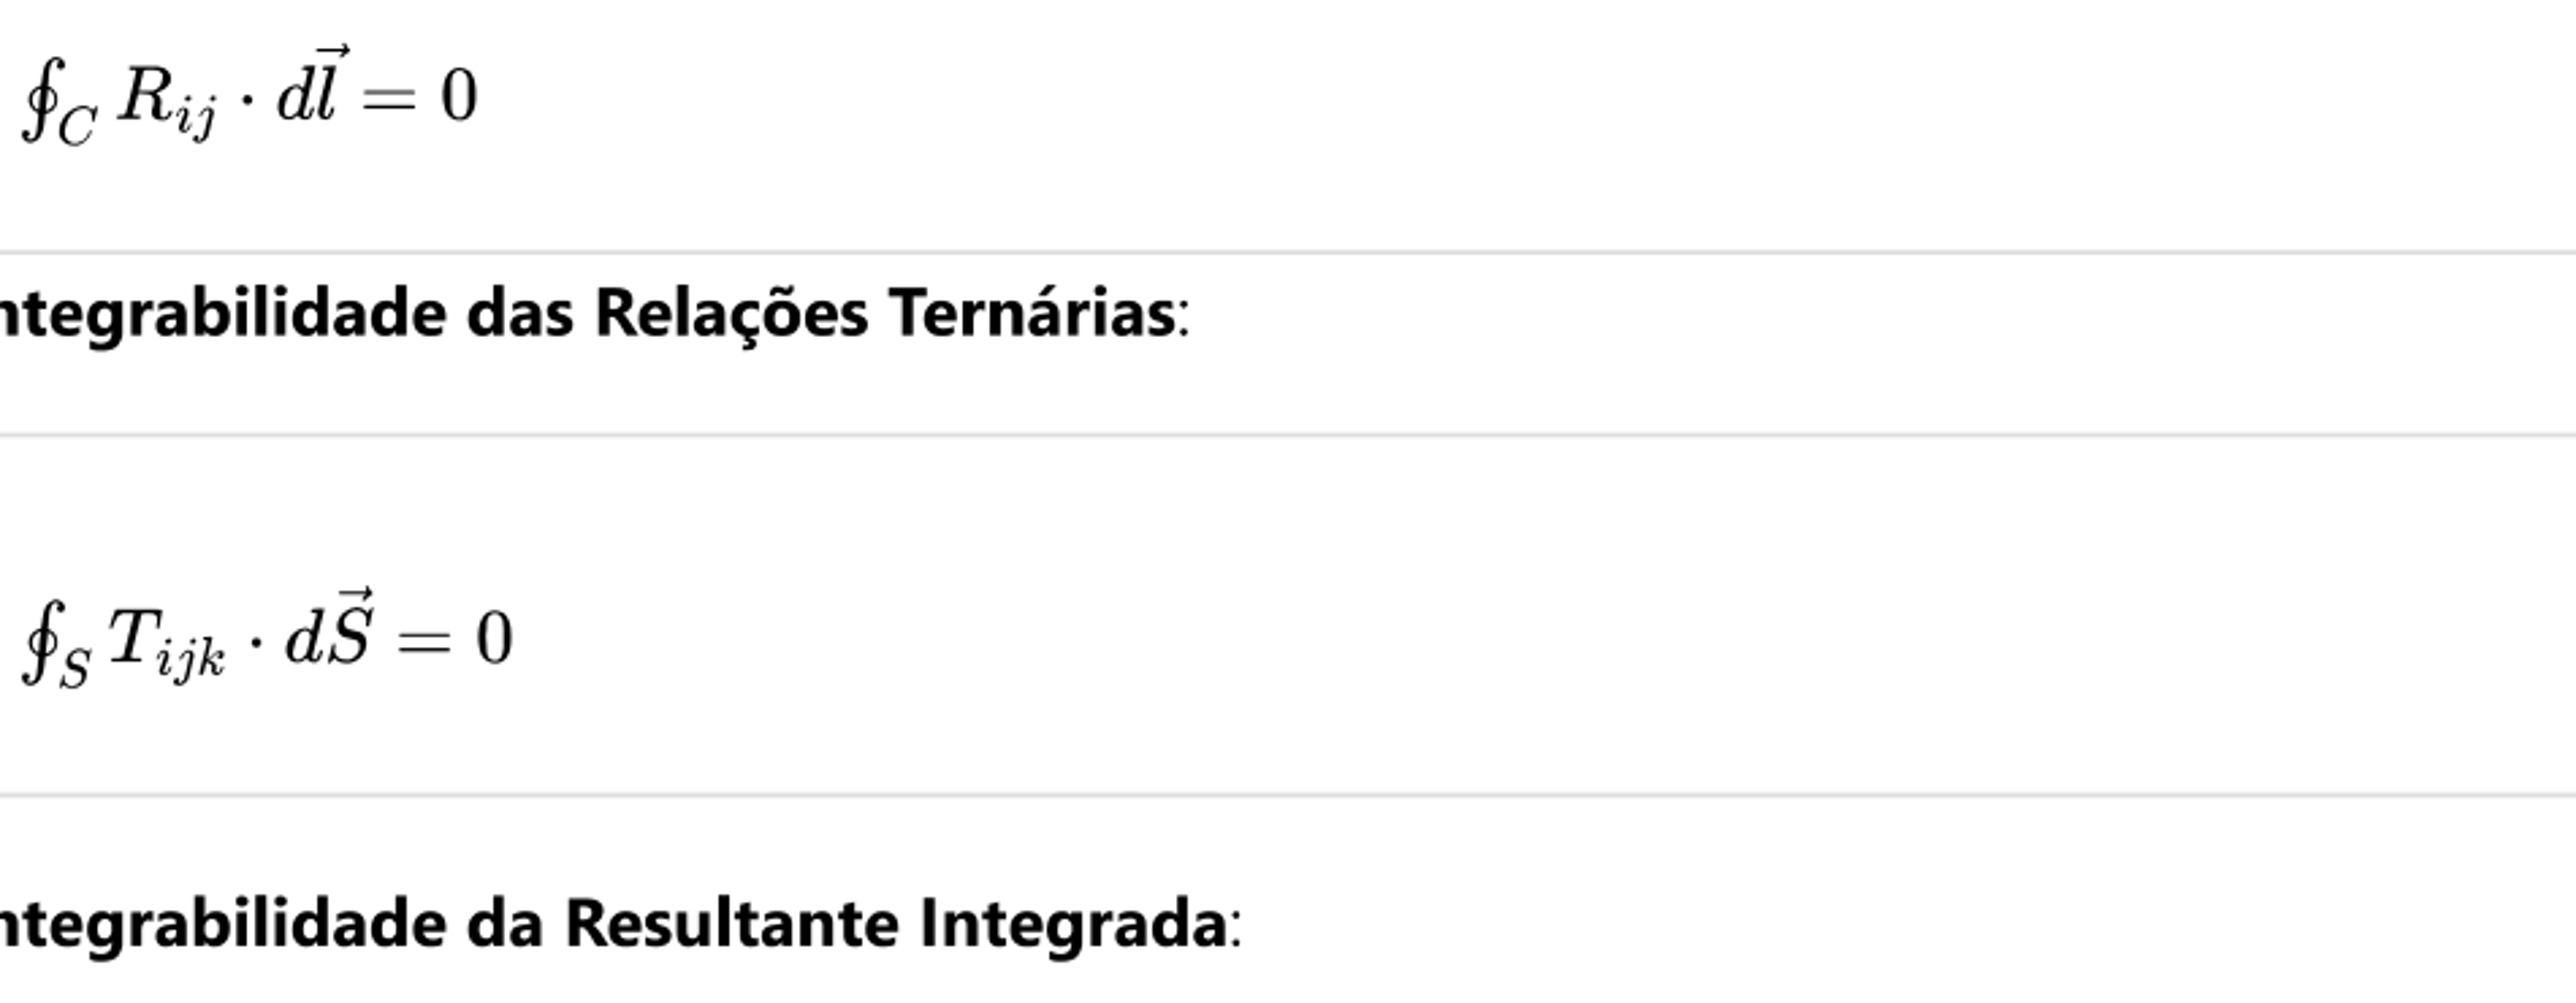 ∮_C R_{ij} · d\vec{l} = 0
ntegrabilidade das Relações Ternárias:
∮_S T_{ijk} · d\vec{S} = 0
ntegrabilidade da Resultante Integrada: